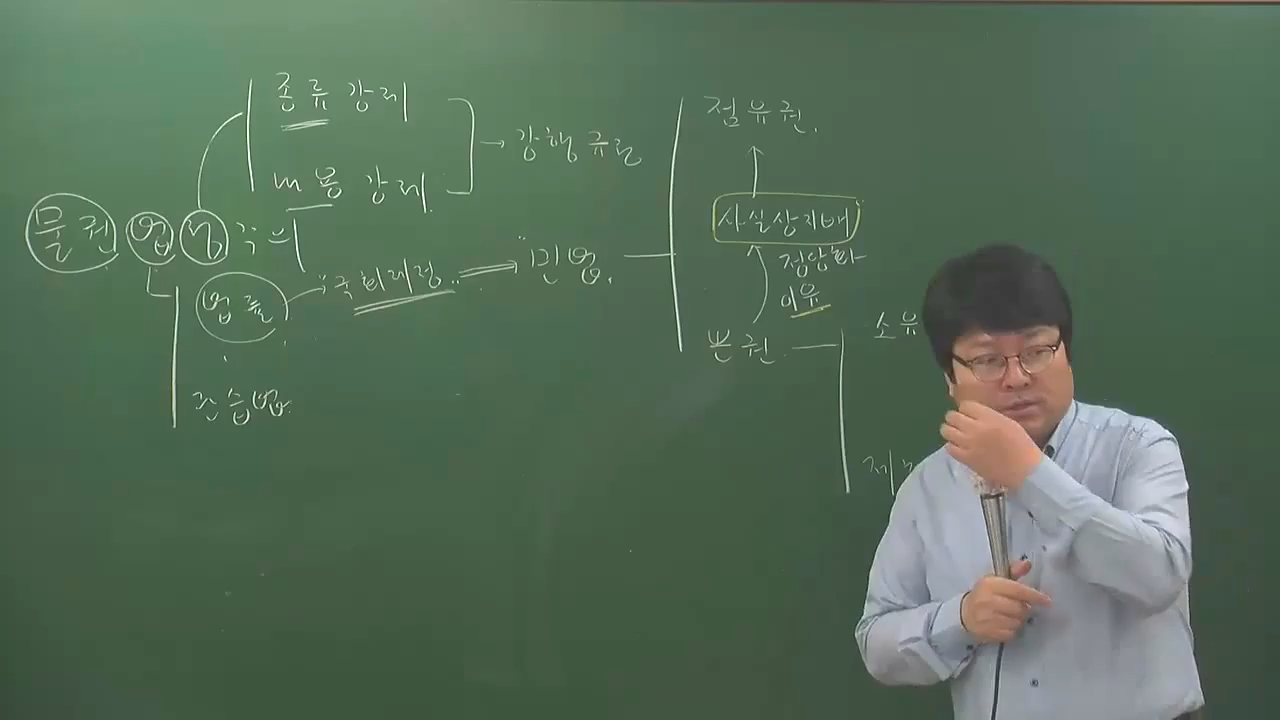 종류 강제
내용 강제
→ 강행규정
물권 법 정 주의
법률
"국회제정"
"민법.
관습법.
점유권.
사실상지배
정당화
이유
본권
소유
제